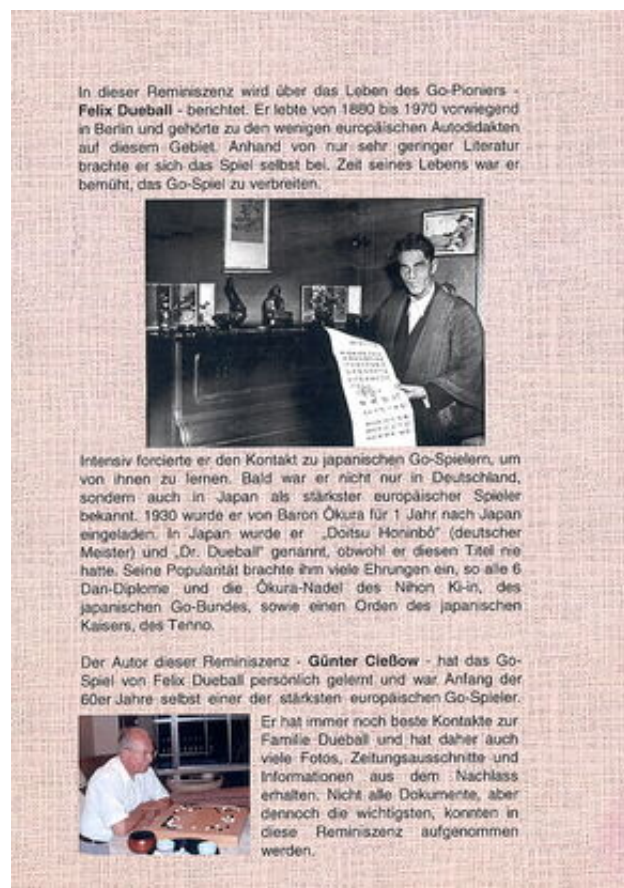 In dieser Reminiszenz wird über das Leben des Go-Pioniers -
Felix Dueball - berichtet. Er lebte von 1880 bis 1970 vorwiegend
in Berlin und gehörte zu den wenigen europäischen Autodidakten
auf diesem Gebiet. Anhand von nur sehr geringer Literatur
brachte er sich das Spiel selbst bei. Zeit seines Lebens war er
bemüht, das Go-Spiel zu verbreiten.
Intensiv forcierte er den Kontakt zu japanischen Go-Spielern, um
von ihnen zu lernen. Bald war er nicht nur in Deutschland,
sondern auch in Japan als stärkster europäischer Spieler
bekannt. 1930 wurde er von Baron Ôkura für 1 Jahr nach Japan
eingeladen. In Japan wurde er „Doitsu Honinbô" (deutscher
Meister) und „Dr. Dueball" genannt, obwohl er diesen Titel nie
hatte. Seine Popularität brachte ihm viele Ehrungen ein, so alle 6
Dan-Diplome und die Ôkura-Nadel des Nihon Ki-in, des
japanischen Go-Bundes, sowie einen Orden des japanischen
Kaisers, des Tenno.
Der Autor dieser Reminiszenz - Günter Cießow - hat das Go-
Spiel von Felix Dueball persönlich gelernt und war Anfang der
60er Jahre selbst einer der stärksten europäischen Go-Spieler.
Er hat immer noch beste Kontakte zur
Familie Dueball und hat daher auch
viele Fotos, Zeitungsausschnitte und
Informationen aus dem Nachlass
erhalten. Nicht alle Dokumente, aber
dennoch die wichtigsten, konnten in
diese Reminiszenz aufgenommen
werden.